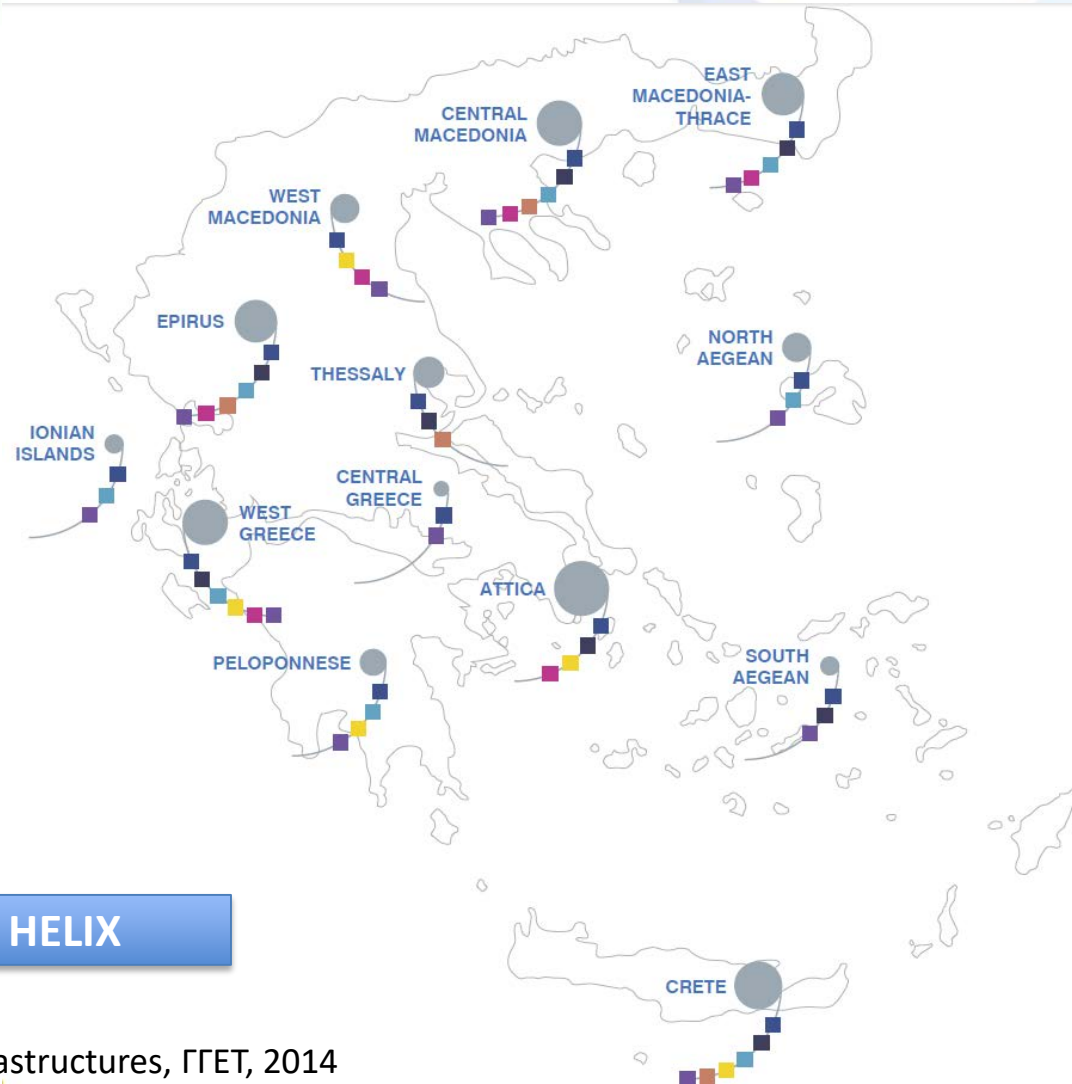 EAST
MACEDONIA-
THRACE
CENTRAL
MACEDONIA
WEST
MACEDONIA
EPIRUS
THESSALY
NORTH
AEGEAN
IONIAN
ISLANDS
CENTRAL
GREECE
WEST
GREECE
ATTICA
PELOPONNESE
SOUTH
AEGEAN
HELIX
CRETE
astructures, ΓΓΕΤ, 2014